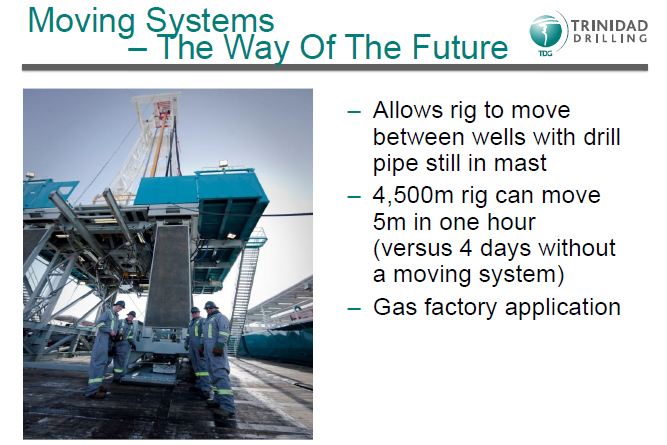 Moving Systems
– The Way Of The Future
TRINIDAD
DRILLING
TDG
– Allows rig to move
between wells with drill
pipe still in mast
– 4,500m rig can move
5m in one hour
(versus 4 days without
a moving system)
– Gas factory application